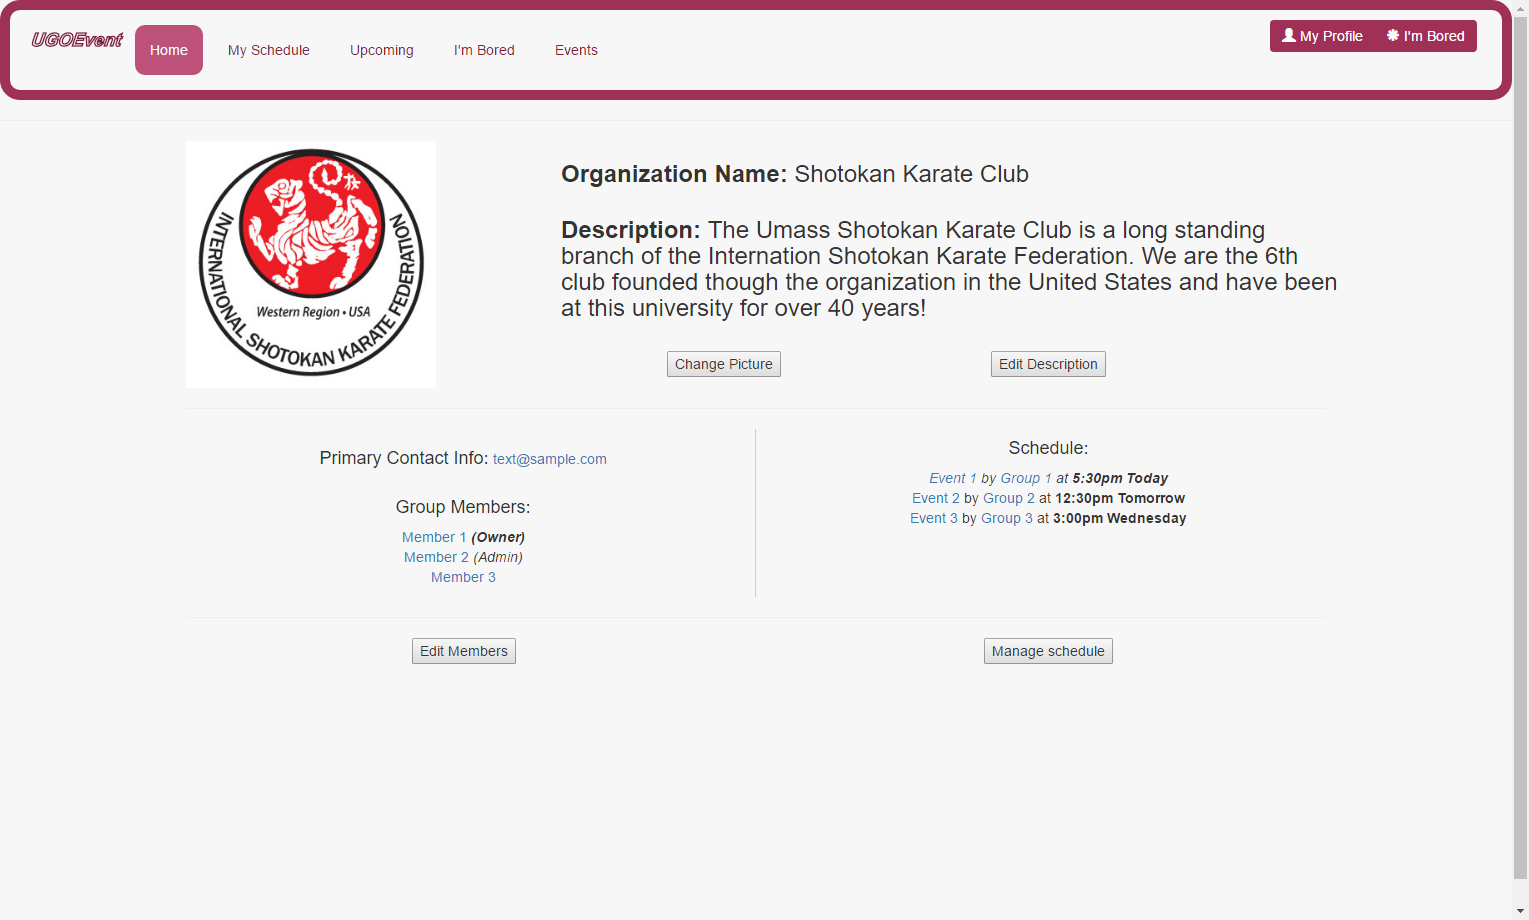 UGOEvent
Home
My Schedule
Upcoming
I'm Bored
Events
My Profile
I'm Bored
INTERNATIONAL SHOTOKAN KARATE FEDERATION
Western Region • USA
Organization Name: Shotokan Karate Club
Description: The Umass Shotokan Karate Club is a long standing
branch of the Internation Shotokan Karate Federation. We are the 6th
club founded though the organization in the United States and have been
at this university for over 40 years!
Change Picture
Edit Description
Primary Contact Info: text@sample.com
Group Members:
Member 1 (Owner)
Member 2 (Admin)
Member 3
Schedule:
Event 1 by Group 1 at 5:30pm Today
Event 2 by Group 2 at 12:30pm Tomorrow
Event 3 by Group 3 at 3:00pm Wednesday
Edit Members
Manage schedule